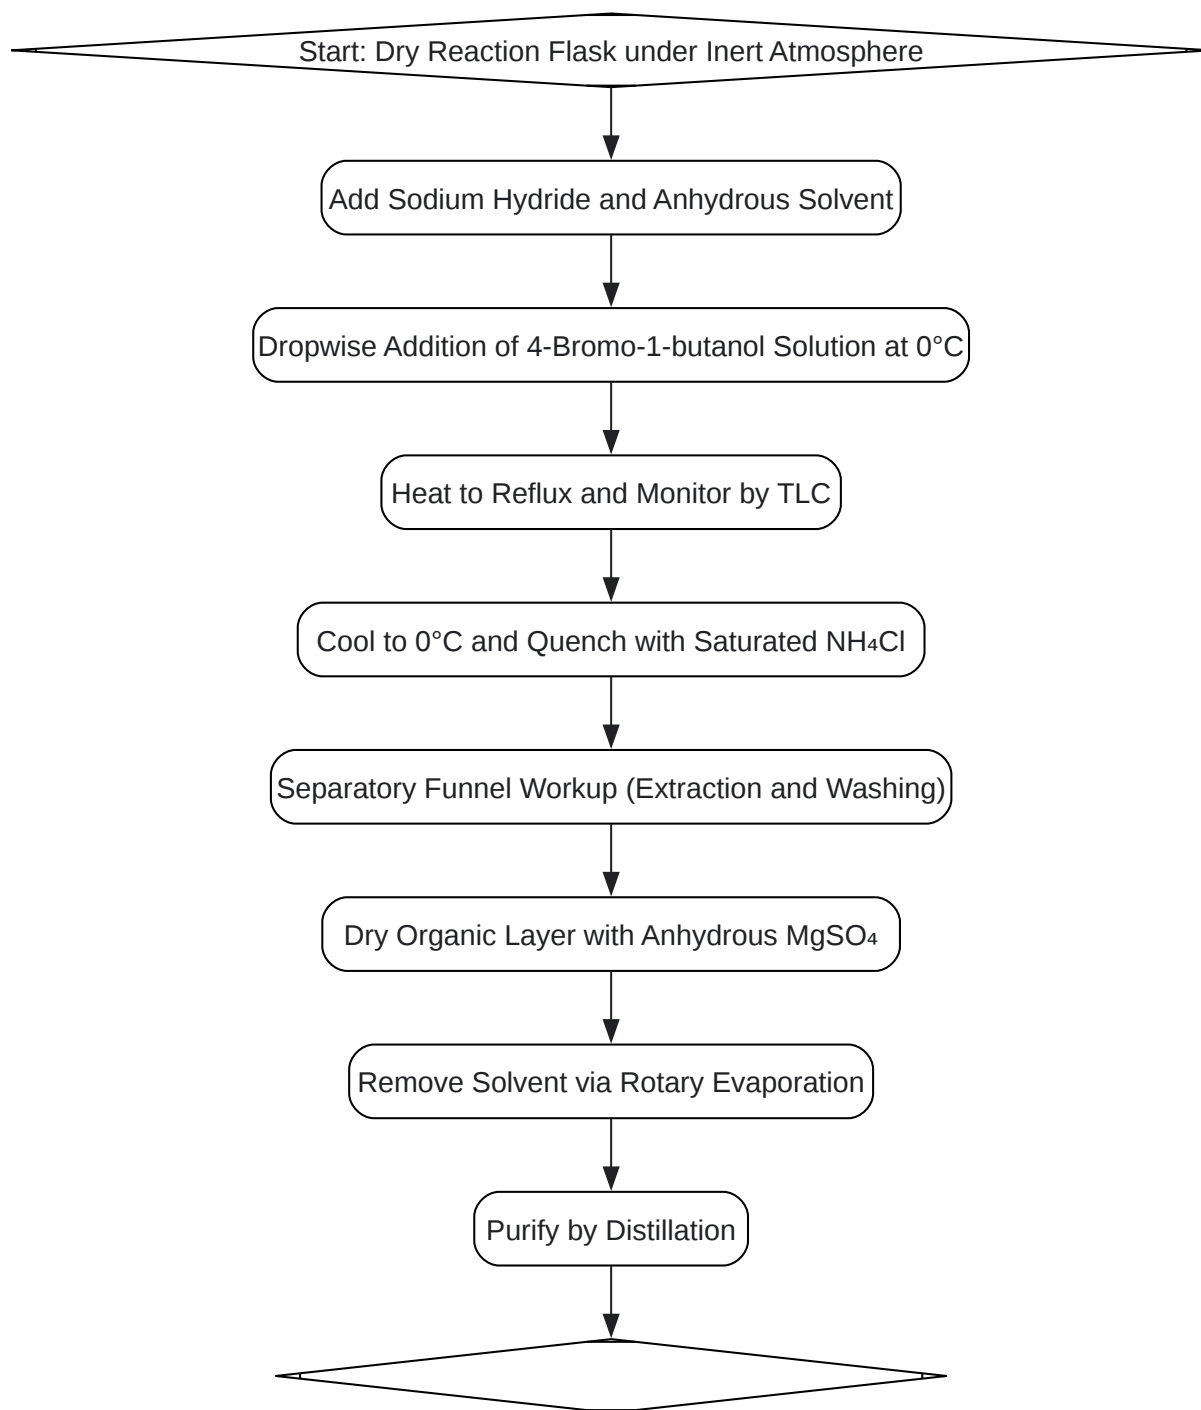 Start: Dry Reaction Flask under Inert Atmosphere
Add Sodium Hydride and Anhydrous Solvent
Dropwise Addition of 4-Bromo-1-butanol Solution at 0°C
Heat to Reflux and Monitor by TLC
Cool to 0°C and Quench with Saturated NH₄Cl
Separatory Funnel Workup (Extraction and Washing)
Dry Organic Layer with Anhydrous MgSO₄
Remove Solvent via Rotary Evaporation
Purify by Distillation